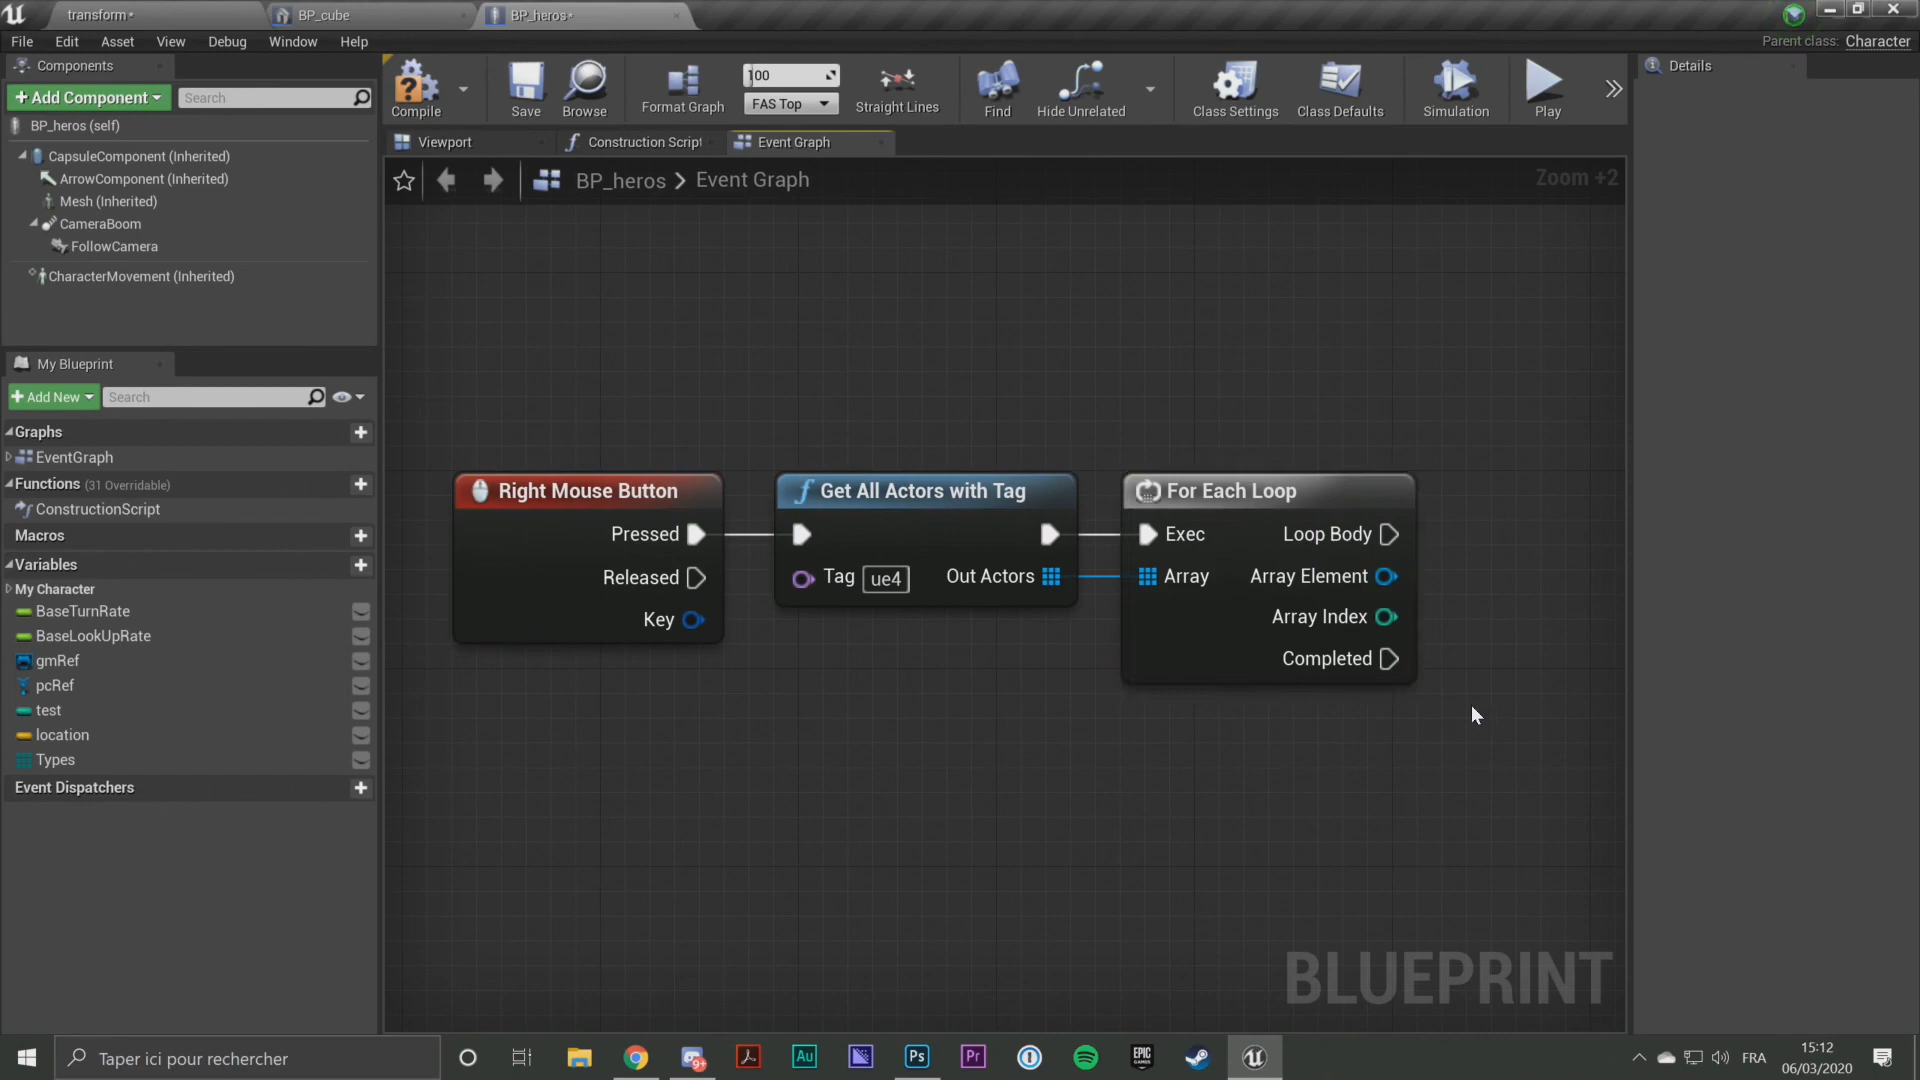 transform*
BP_cube
BP_heros*
File Edit Asset View Debug Window Help
Parent class: Character
Components
+ Add Component
Search
BP_heros (self)
CapsuleComponent (Inherited)
ArrowComponent (Inherited)
Mesh (Inherited)
CameraBoom
FollowCamera
CharacterMovement (Inherited)
My Blueprint
+ Add New
Search
Graphs
EventGraph
Functions (31 Overridable)
ConstructionScript
Macros
Variables
My Character
BaseTurnRate
BaseLookUpRate
gmRef
pcRef
test
location
Types
Event Dispatchers
Compile
Save
Browse
Format Graph
100
FAS Top
Straight Lines
Find
Hide Unrelated
Class Settings
Class Defaults
Simulation
Play
Details
Viewport
Construction Script
Event Graph
BP_heros > Event Graph
Zoom +2
Right Mouse Button
Pressed
Released
Key
Get All Actors with Tag
Tag ue4
Out Actors
For Each Loop
Exec
Loop Body
Array
Array Element
Array Index
Completed
BLUEPRINT
Taper ici pour rechercher
9+
Au
Ps
Pr
EPIC
GAMES
FRA
15:12
06/03/2020